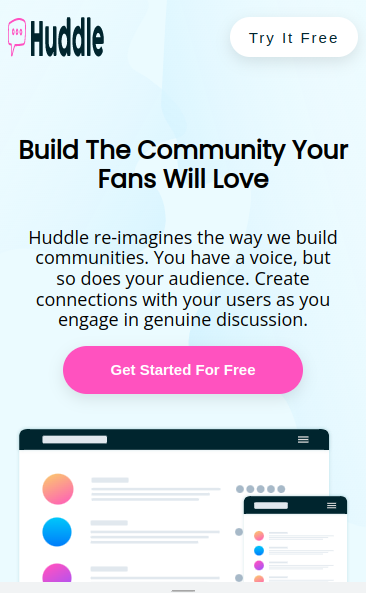 Huddle
Try It Free
Build The Community Your
Fans Will Love
Huddle re-imagines the way we build
communities. You have a voice, but
so does your audience. Create
connections with your users as you
engage in genuine discussion.
Get Started For Free